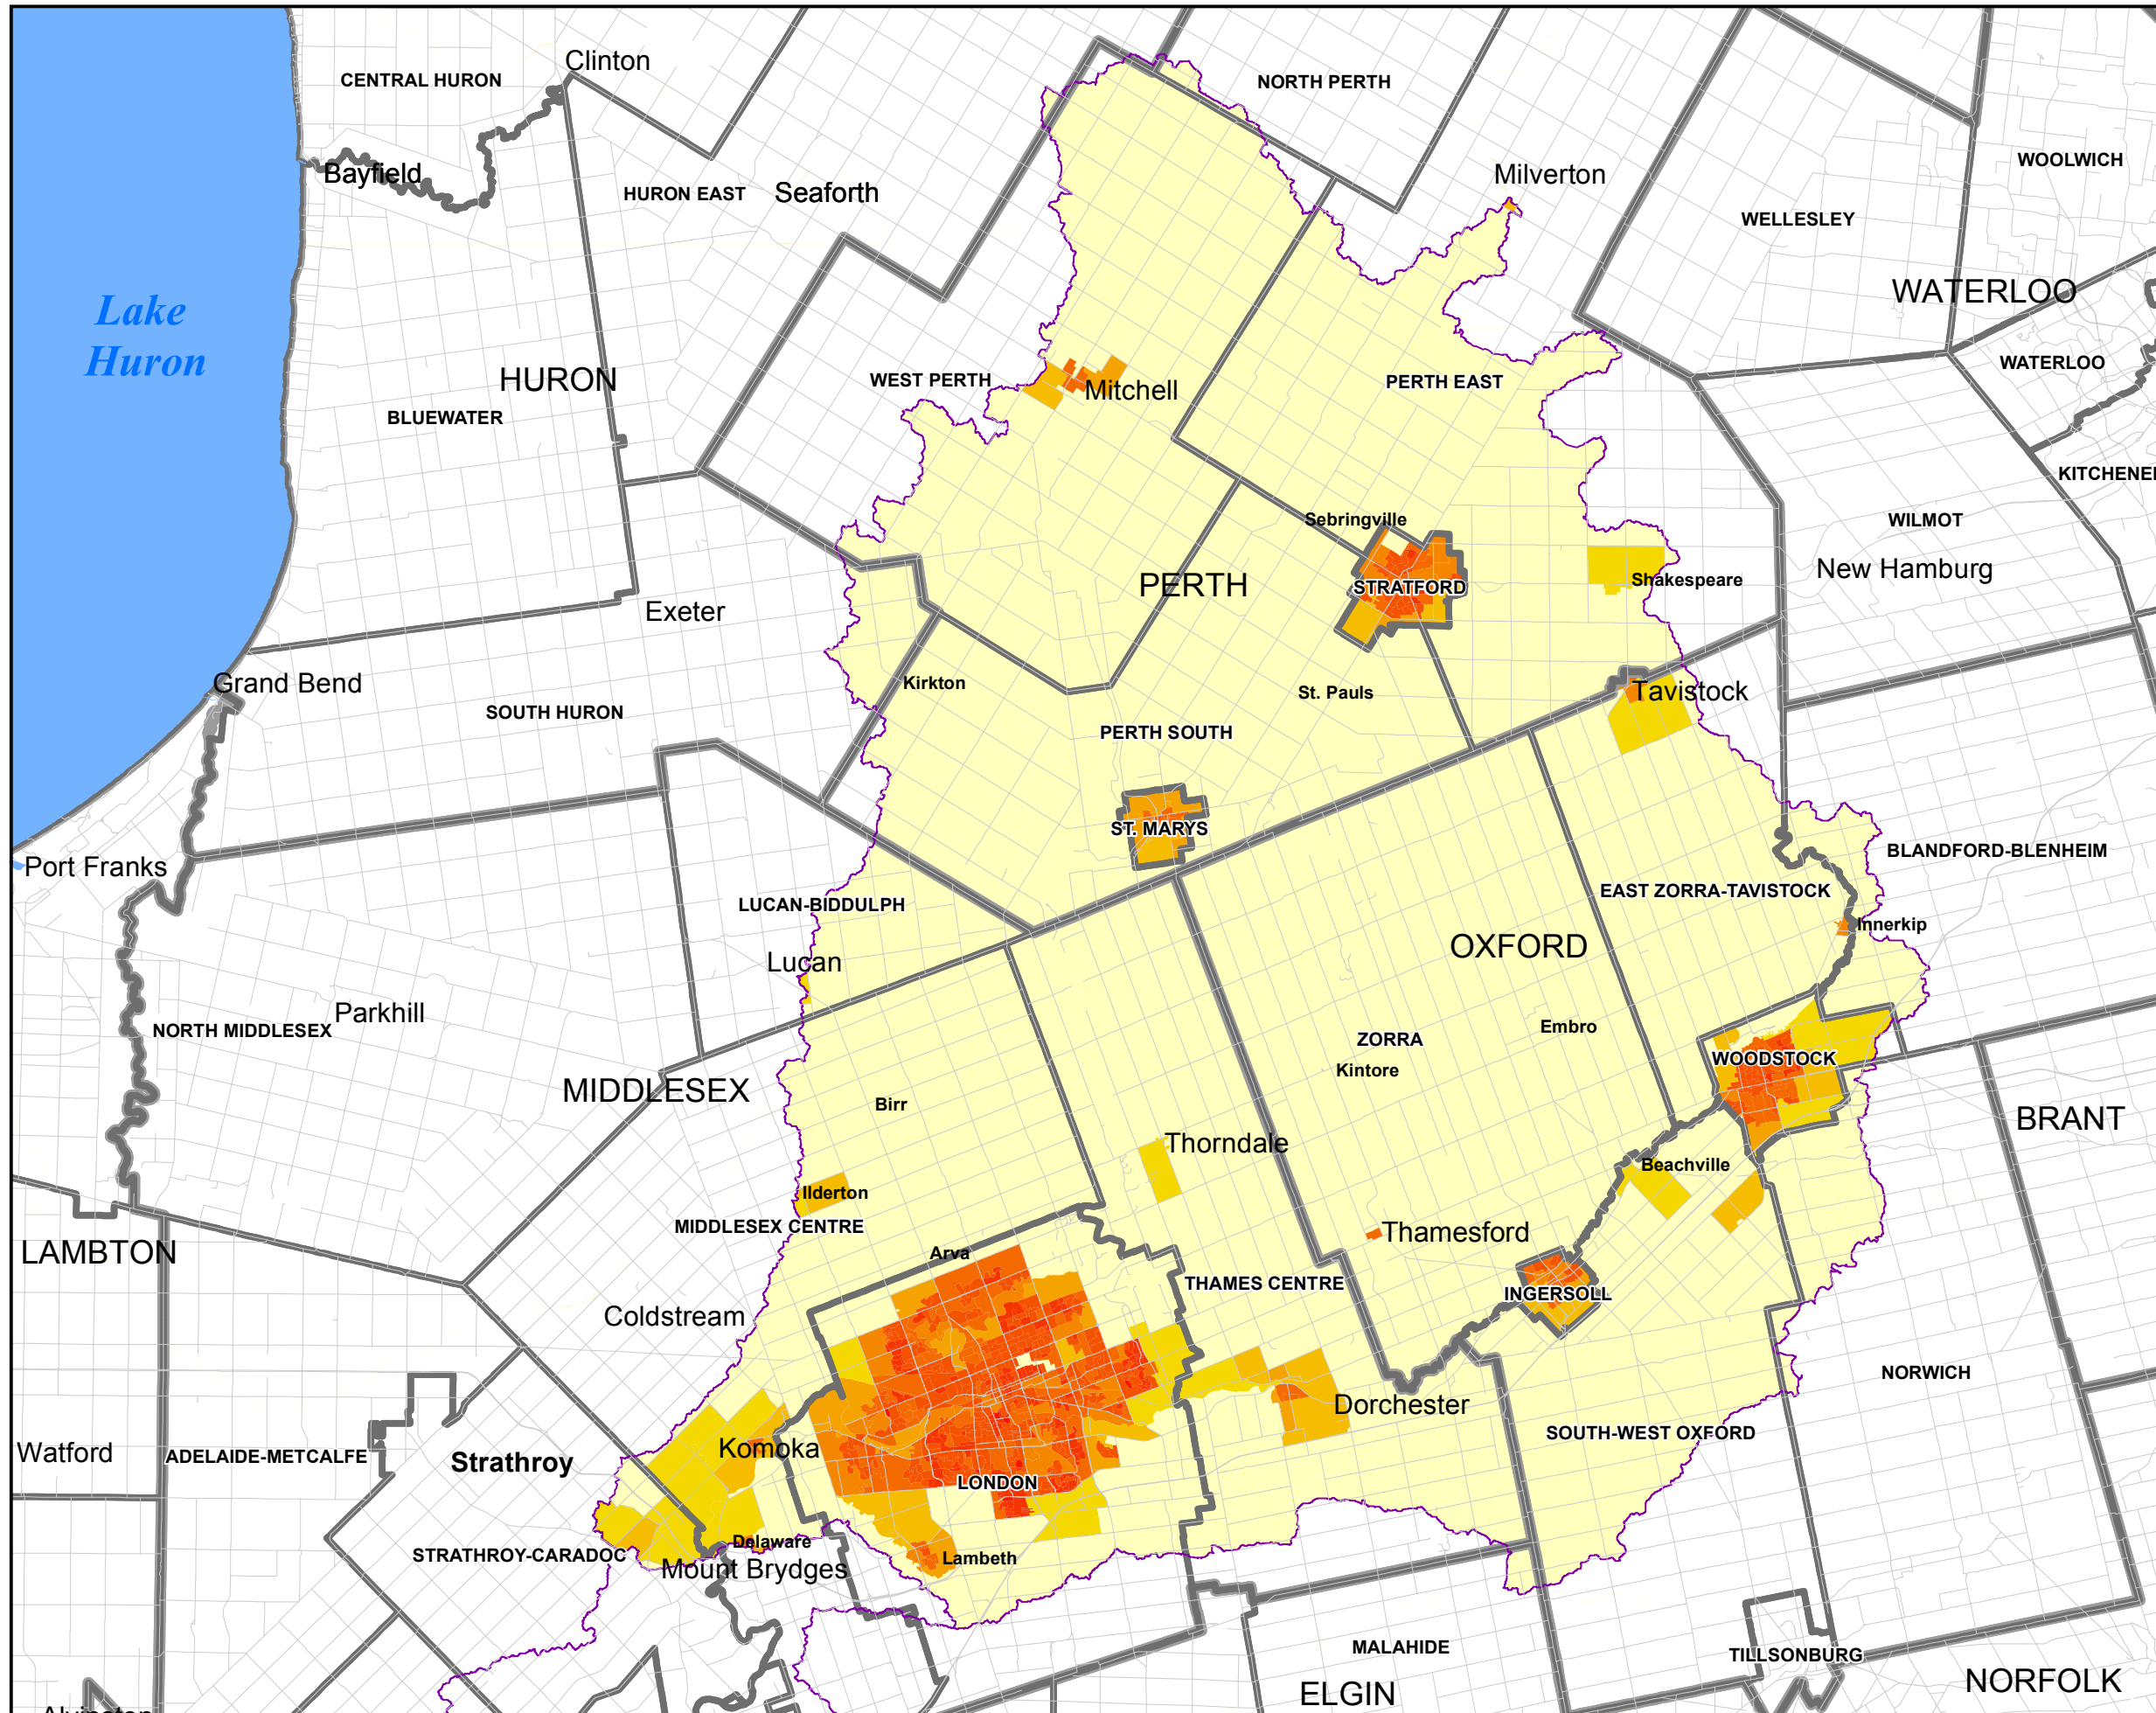 Clinton
CENTRAL HURON
NORTH PERTH
WOOLWICH
Bayfield
HURON EAST
Seaforth
Milverton
WELLESLEY
Lake
Huron
WATERLOO
HURON
WEST PERTH
Mitchell
PERTH EAST
WATERLOO
BLUEWATER
KITCHENE
Sebringville
WILMOT
New Hamburg
PERTH
STRATFORD
Shakespeare
Exeter
Grand Bend
Kirkton
St. Pauls
Tavistock
SOUTH HURON
PERTH SOUTH
ST. MARYS
Port Franks
BLANDFORD-BLENHEIM
LUCAN-BIDDULPH
EAST ZORRA-TAVISTOCK
Innerkip
OXFORD
Lucan
Parkhill
NORTH MIDDLESEX
Embro
ZORRA
WOODSTOCK
Kintore
MIDDLESEX
Birr
BRANT
Thorndale
Beachville
Ilderton
MIDDLESEX CENTRE
LAMBTON
Arva
Thamesford
THAMES CENTRE
INGERSOLL
Coldstream
NORWICH
Dorchester
SOUTH-WEST OXFORD
Komoka
Watford
ADELAIDE-METCALFE
Strathroy
LONDON
Delaware
STRATHROY-CARADOC
Mount Brydges
Lambeth
MALAHIDE
TILLSONBURG
ELGIN
NORFOLK